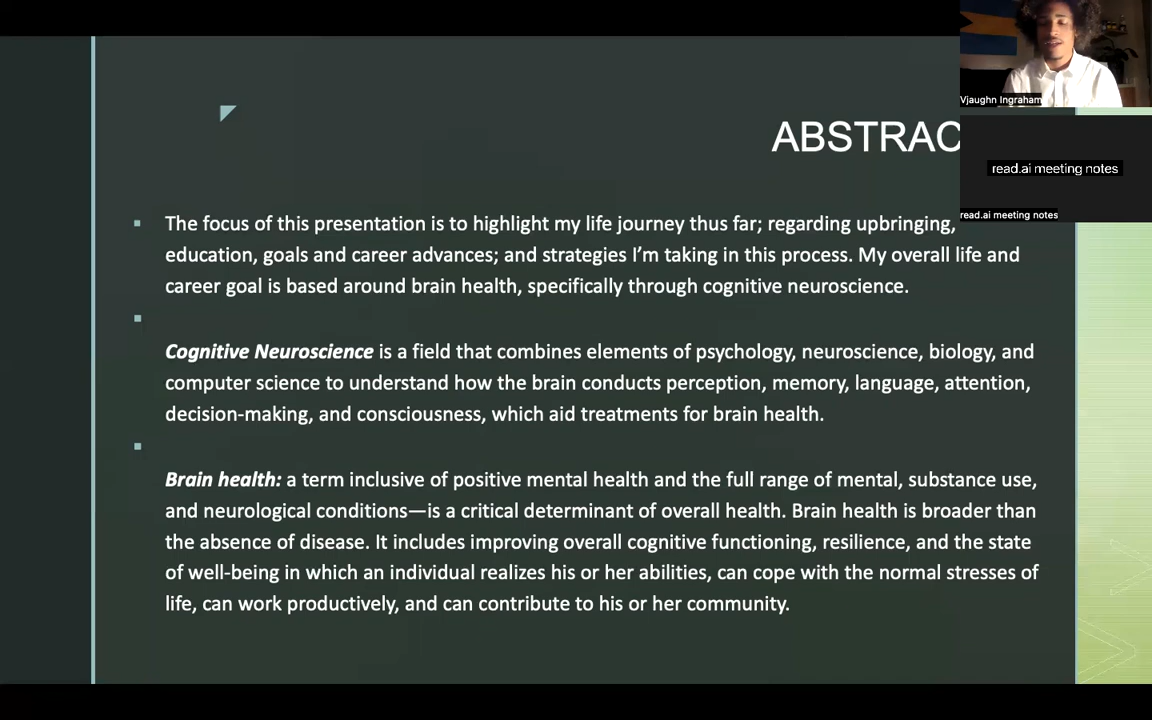 Vjaughn Ingraham
ABSTRAC
read.ai meeting notes
read.ai meeting notes
The focus of this presentation is to highlight my life journey thus far; regarding upbringing,
education, goals and career advances; and strategies I'm taking in this process. My overall life and
career goal is based around brain health, specifically through cognitive neuroscience.
Cognitive Neuroscience is a field that combines elements of psychology, neuroscience, biology, and
computer science to understand how the brain conducts perception, memory, language, attention,
decision-making, and consciousness, which aid treatments for brain health.
Brain health: a term inclusive of positive mental health and the full range of mental, substance use,
and neurological conditions—is a critical determinant of overall health. Brain health is broader than
the absence of disease. It includes improving overall cognitive functioning, resilience, and the state
of well-being in which an individual realizes his or her abilities, can cope with the normal stresses of
life, can work productively, and can contribute to his or her community.